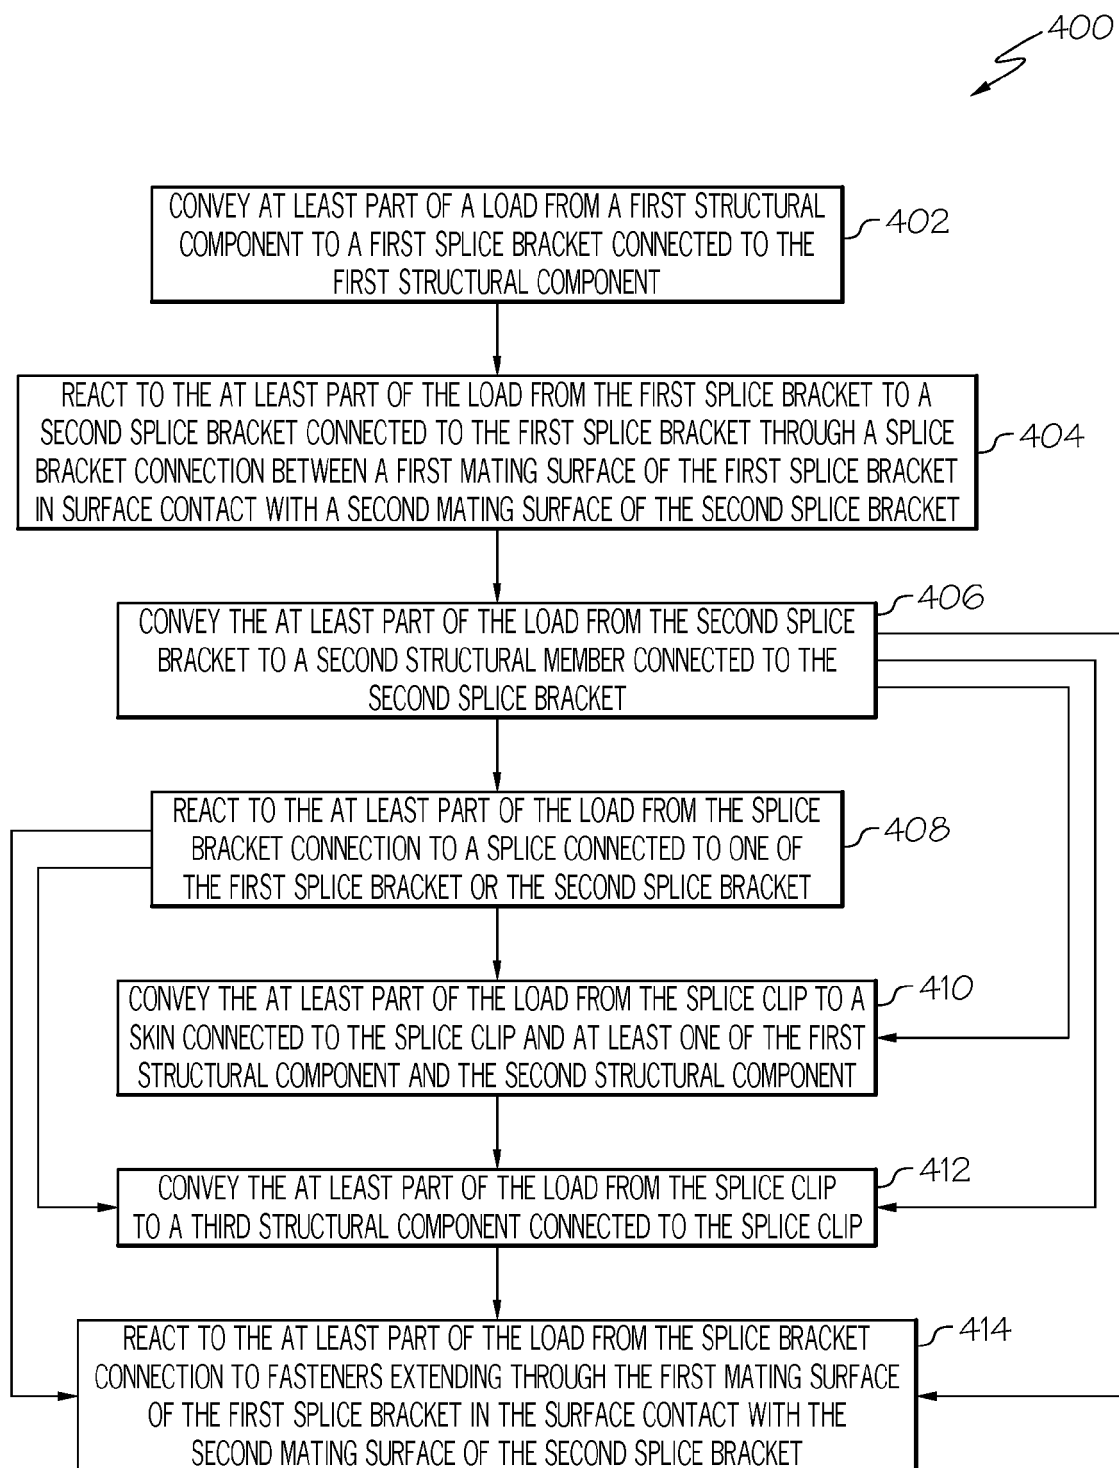 400
CONVEY AT LEAST PART OF A LOAD FROM A FIRST STRUCTURAL
COMPONENT TO A FIRST SPLICE BRACKET CONNECTED TO THE
FIRST STRUCTURAL COMPONENT
402
REACT TO THE AT LEAST PART OF THE LOAD FROM THE FIRST SPLICE BRACKET TO A
SECOND SPLICE BRACKET CONNECTED TO THE FIRST SPLICE BRACKET THROUGH A SPLICE
BRACKET CONNECTION BETWEEN A FIRST MATING SURFACE OF THE FIRST SPLICE BRACKET
IN SURFACE CONTACT WITH A SECOND MATING SURFACE OF THE SECOND SPLICE BRACKET
404
CONVEY THE AT LEAST PART OF THE LOAD FROM THE SECOND SPLICE
BRACKET TO A SECOND STRUCTURAL MEMBER CONNECTED TO THE
SECOND SPLICE BRACKET
406
REACT TO THE AT LEAST PART OF THE LOAD FROM THE SPLICE
BRACKET CONNECTION TO A SPLICE CONNECTED TO ONE OF
THE FIRST SPLICE BRACKET OR THE SECOND SPLICE BRACKET
408
CONVEY THE AT LEAST PART OF THE LOAD FROM THE SPLICE CLIP TO A
SKIN CONNECTED TO THE SPLICE CLIP AND AT LEAST ONE OF THE FIRST
STRUCTURAL COMPONENT AND THE SECOND STRUCTURAL COMPONENT
410
CONVEY THE AT LEAST PART OF THE LOAD FROM THE SPLICE CLIP
TO A THIRD STRUCTURAL COMPONENT CONNECTED TO THE SPLICE CLIP
412
REACT TO THE AT LEAST PART OF THE LOAD FROM THE SPLICE BRACKET
CONNECTION TO FASTENERS EXTENDING THROUGH THE FIRST MATING SURFACE
OF THE FIRST SPLICE BRACKET IN THE SURFACE CONTACT WITH THE
SECOND MATING SURFACE OF THE SECOND SPLICE BRACKET
414